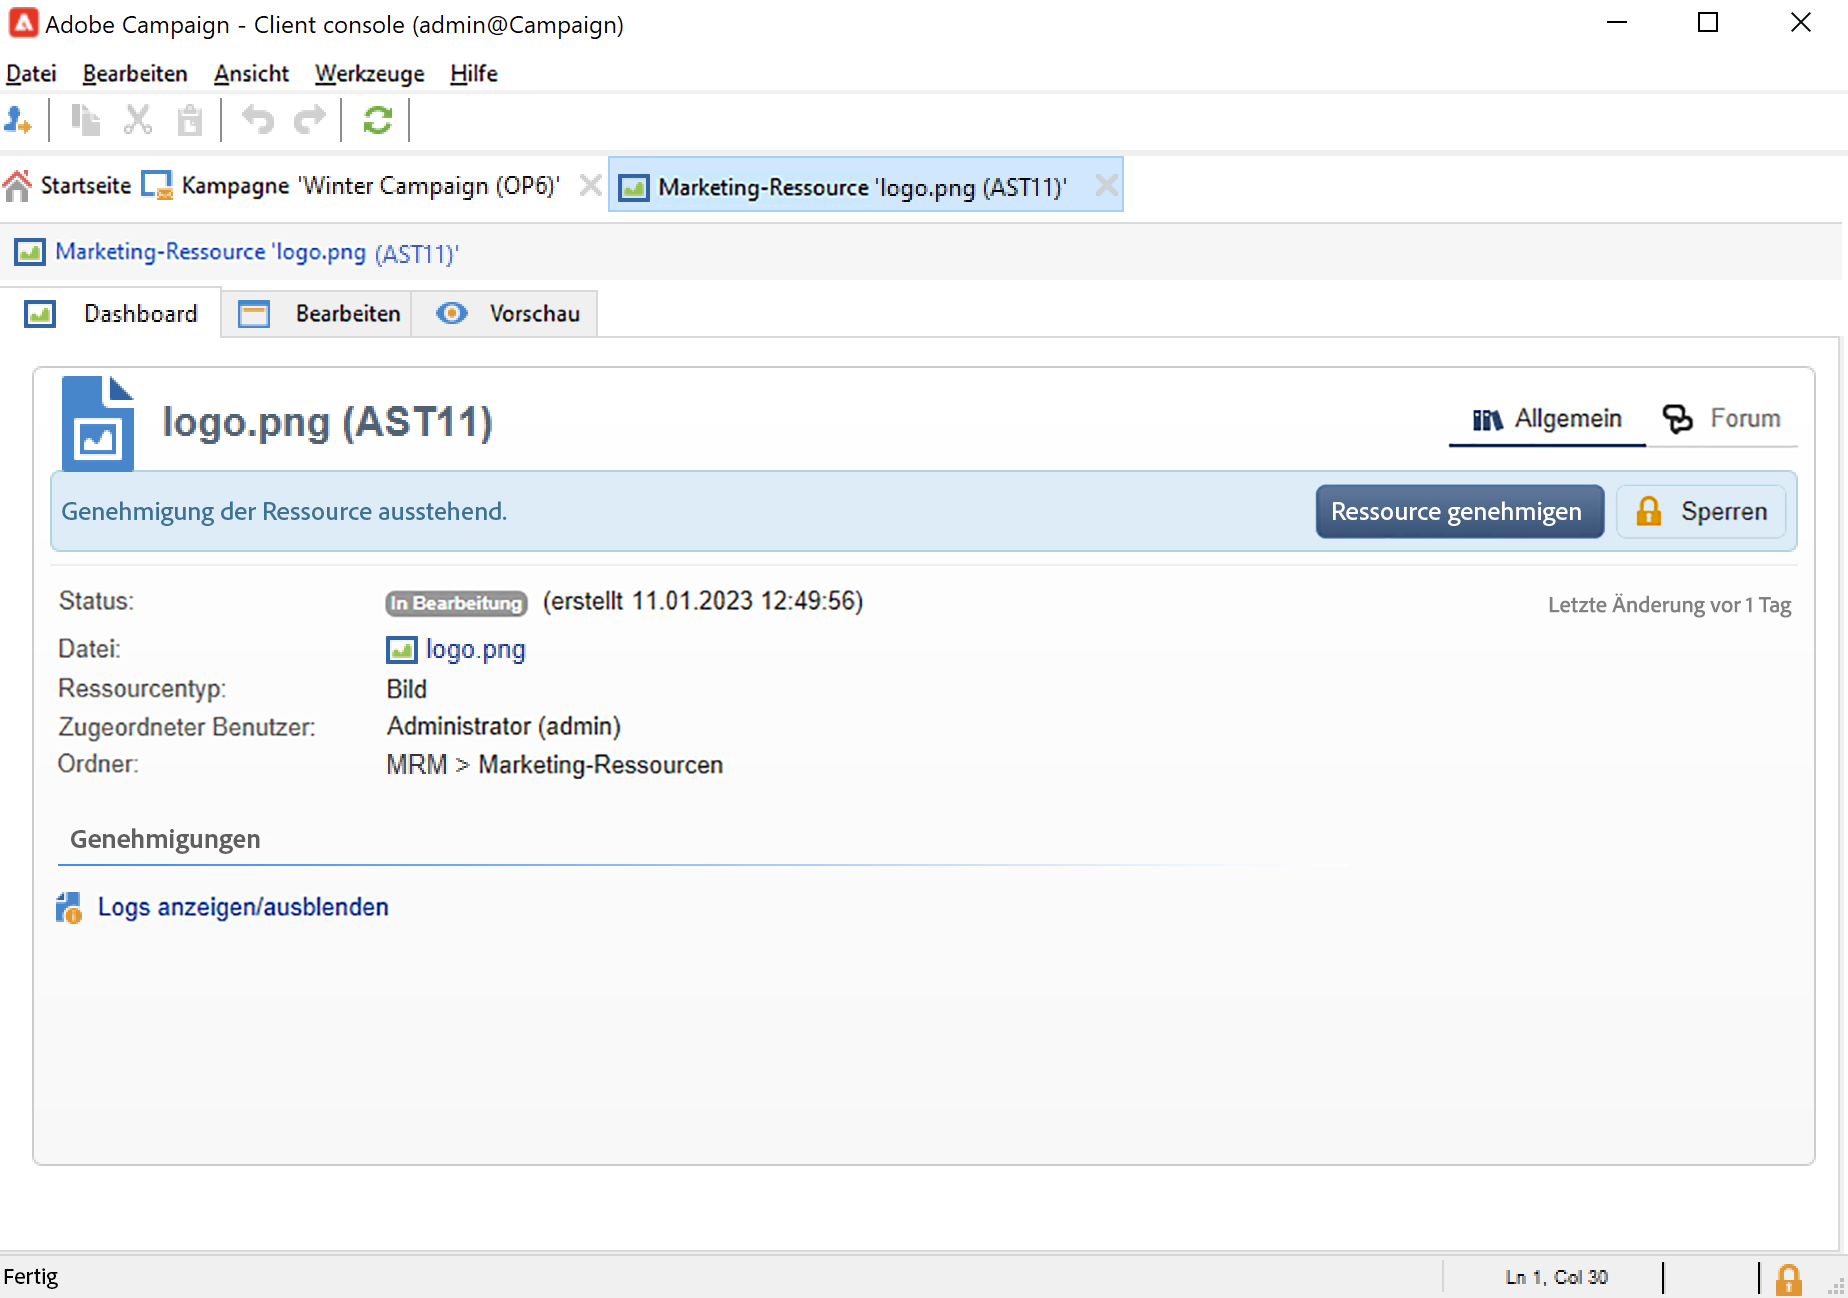 Adobe Campaign - Client console (admin@Campaign)
Datei Bearbeiten Ansicht Werkzeuge Hilfe
Startseite Kampagne 'Winter Campaign (OP6)' Marketing-Ressource 'logo.png (AST11)'
Marketing-Ressource 'logo.png (AST11)'
Dashboard Bearbeiten Vorschau
logo.png (AST11) Allgemein Forum
Genehmigung der Ressource ausstehend. Ressource genehmigen Sperren
Status: In Bearbeitung (erstellt 11.01.2023 12:49:56) Letzte Änderung vor 1 Tag
Datei: logo.png
Ressourcentyp: Bild
Zugeordneter Benutzer: Administrator (admin)
Ordner: MRM > Marketing-Ressourcen
Genehmigungen
Logs anzeigen/ausblenden
Fertig Ln 1, Col 30